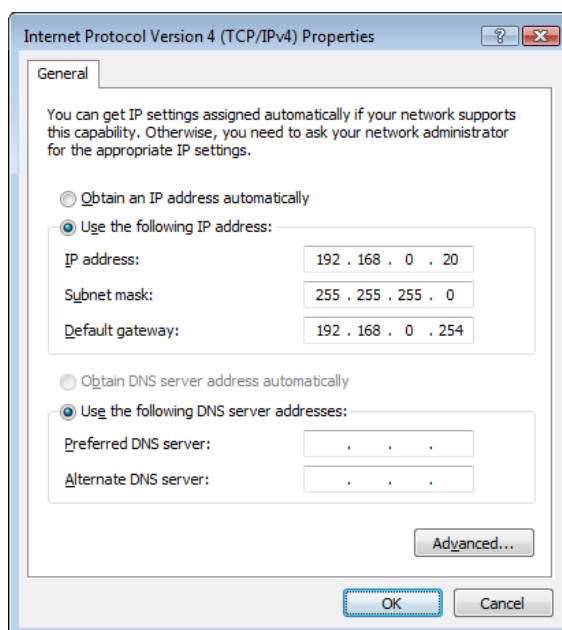 Internet Protocol Version 4 (TCP/IPv4) Properties
?
General
You can get IP settings assigned automatically if your network supports
this capability. Otherwise, you need to ask your network administrator
for the appropriate IP settings.
Obtain an IP address automatically
Use the following IP address:
IP address: 192 . 168 . 0 . 20
Subnet mask: 255 . 255 . 255 . 0
Default gateway: 192 . 168 . 0 . 254
Obtain DNS server address automatically
Use the following DNS server addresses:
Preferred DNS server: . . .
Alternate DNS server: . . .
Advanced...
OK Cancel